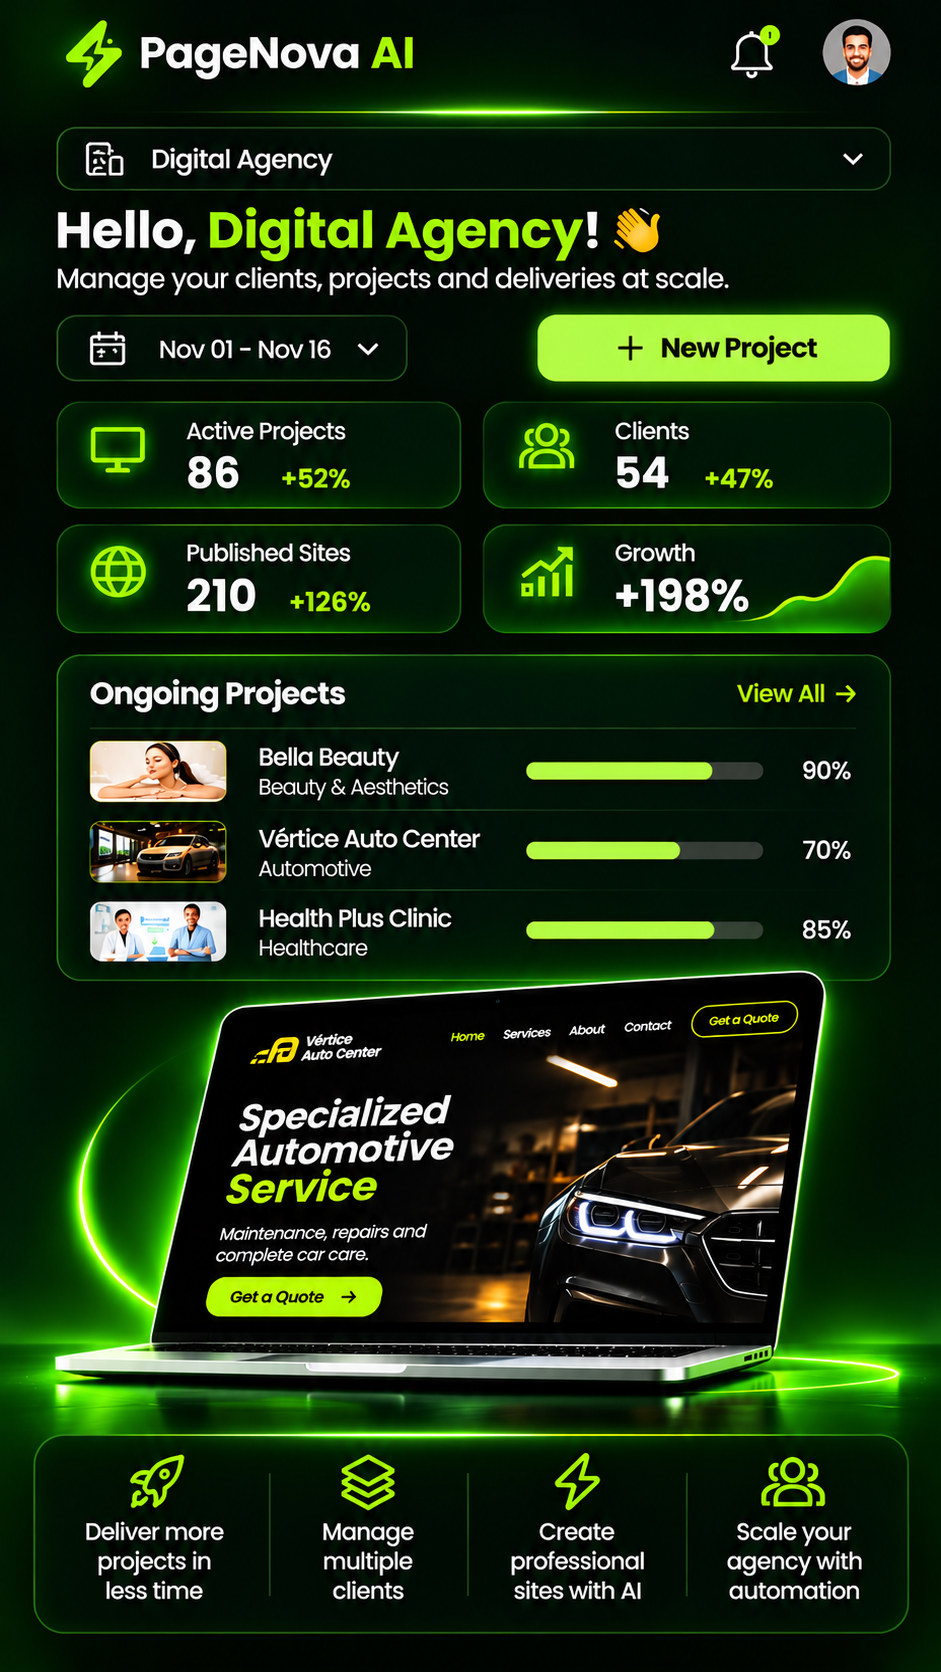 PageNova AI
Digital Agency
Hello, Digital Agency! 👋
Manage your clients, projects and deliveries at scale.
Nov 01 - Nov 16
+ New Project
Active Projects
86 +52%
Clients
54 +47%
Published Sites
210 +126%
Growth
+198%
Ongoing Projects
View All →
Bella Beauty
Beauty & Aesthetics
90%
Vértice Auto Center
Automotive
70%
Health Plus Clinic
Healthcare
85%
Vértice
Auto Center
Home Services About Contact Get a Quote
Specialized
Automotive
Service
Maintenance, repairs and
complete car care.
Get a Quote →
Deliver more
projects in
less time
Manage
multiple
clients
Create
professional
sites with AI
Scale your
agency with
automation